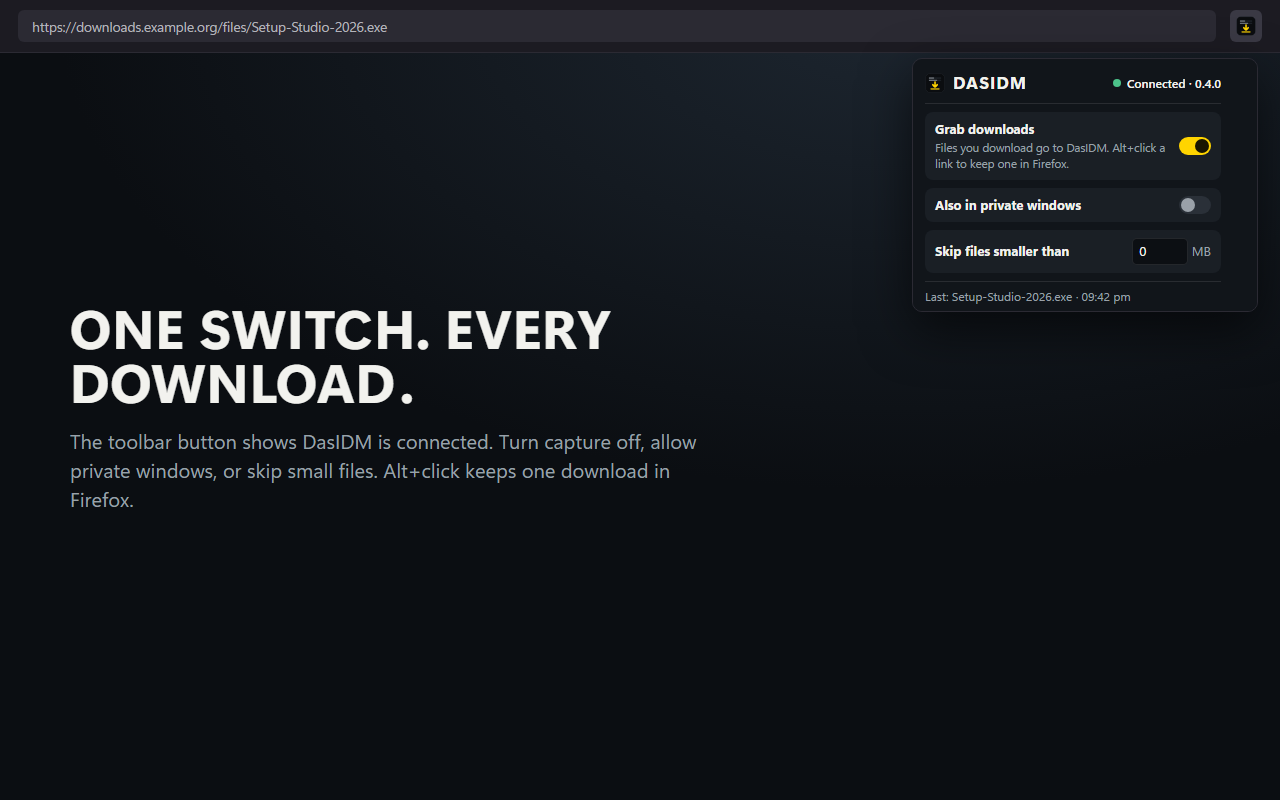 https://downloads.example.org/files/Setup-Studio-2026.exe
DASIDM
Connected · 0.4.0
Grab downloads
Files you download go to DasIDM. Alt+click a
link to keep one in Firefox.
Also in private windows
Skip files smaller than
0 MB
Last: Setup-Studio-2026.exe · 09:42 pm
ONE SWITCH. EVERY
DOWNLOAD.
The toolbar button shows DasIDM is connected. Turn capture off, allow
private windows, or skip small files. Alt+click keeps one download in
Firefox.